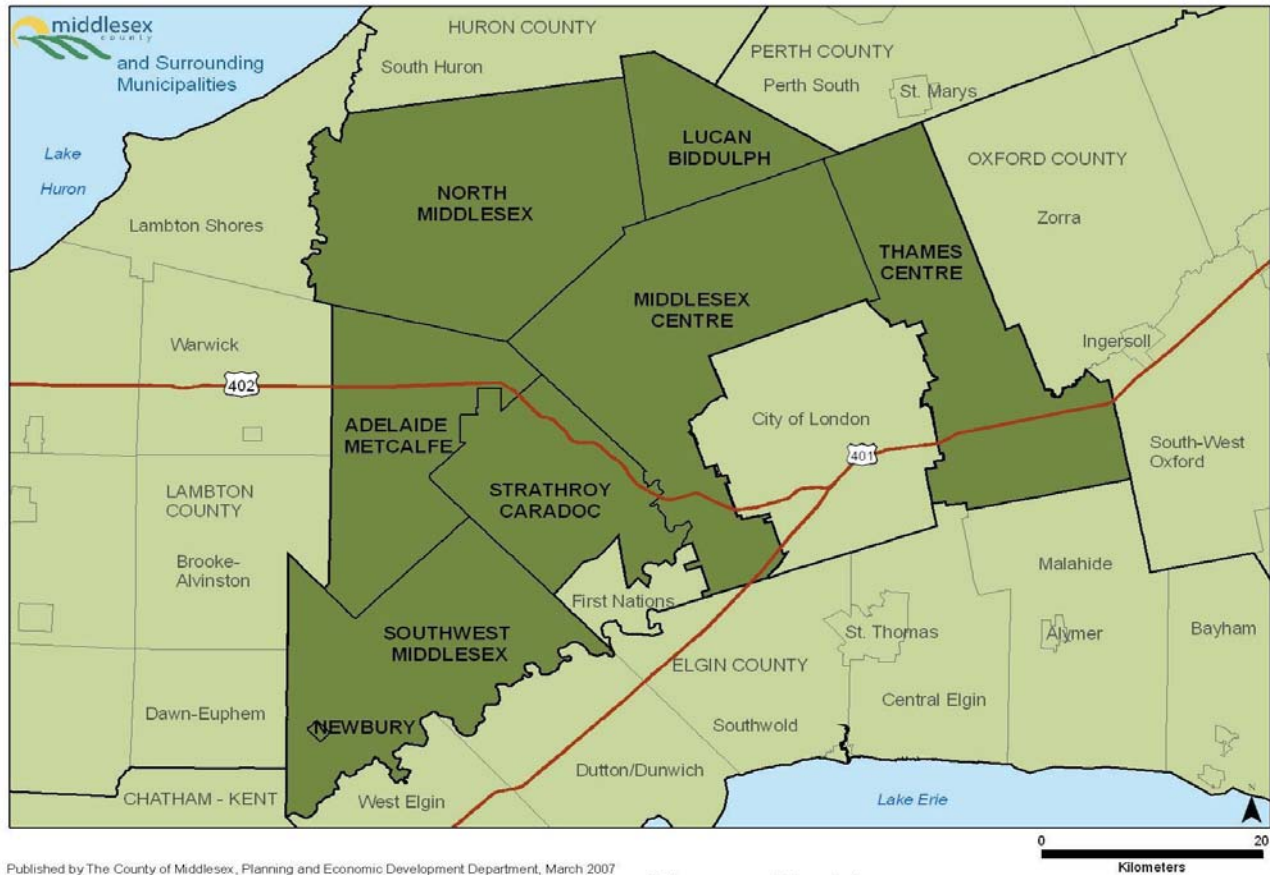 middlesex
county
and Surrounding
Municipalities
HURON COUNTY
South Huron
PERTH COUNTY
Perth South
St. Marys
Lake
Huron
LUCAN
BIDDULPH
OXFORD COUNTY
Zorra
NORTH
MIDDLESEX
Lambton Shores
THAMES
CENTRE
MIDDLESEX
CENTRE
Warwick
Ingersoll
402
ADELAIDE
METCALFE
City of London
401
South-West
Oxford
LAMBTON
COUNTY
STRATHROY
CARADOC
Brooke-
Alvinston
Malahide
First Nations
SOUTHWEST
MIDDLESEX
St. Thomas
Alymer
Bayham
ELGIN COUNTY
Central Elgin
Dawn-Euphem
NEWBURY
Southwold
Dutton/Dunwich
CHATHAM - KENT
West Elgin
Lake Erie
N
0
20
Kilometers
Published by The County of Middlesex, Planning and Economic Development Department, March 2007